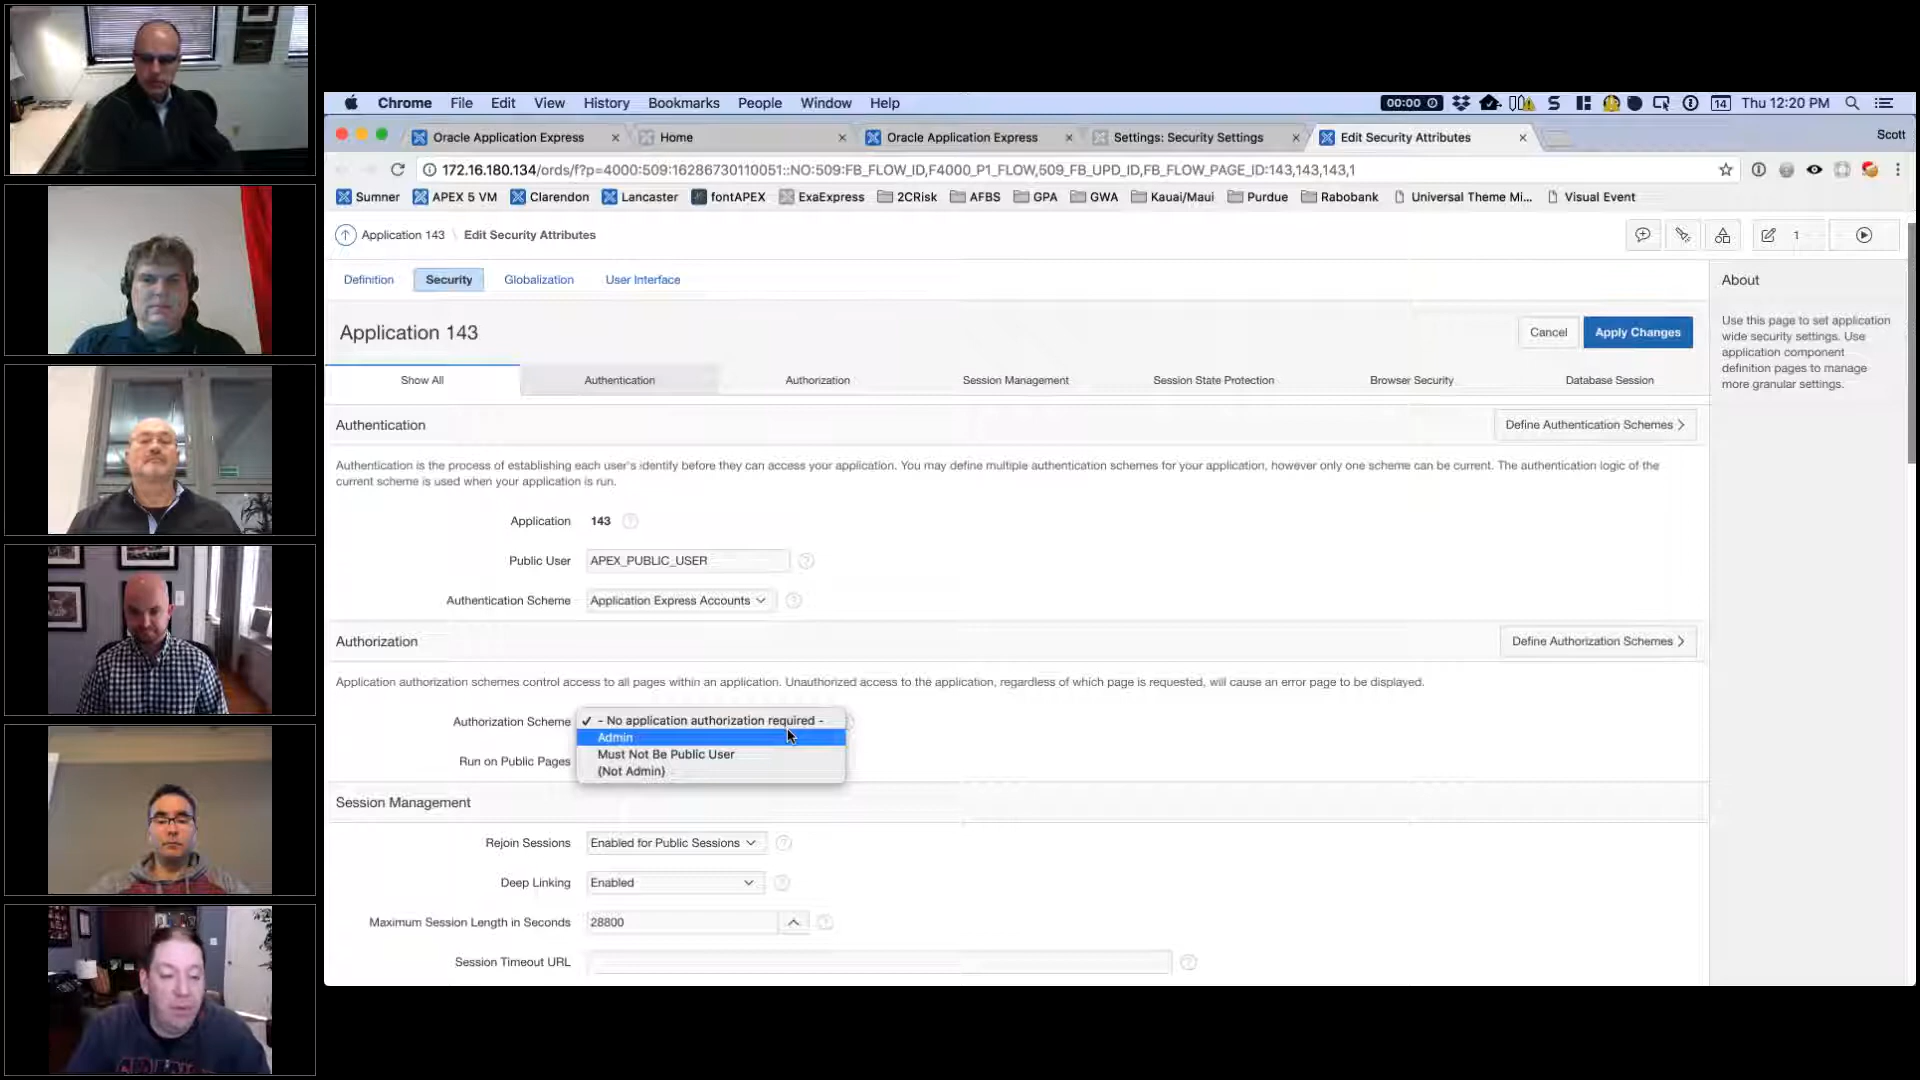 Chrome File Edit View History Bookmarks People Window Help 00:00 14 Thu 12:20 PM
Oracle Application Express Home Oracle Application Express Settings: Security Settings Edit Security Attributes Scott
172.16.180.134/ords/f?p=4000:509:16286730110051::NO:509:FB_FLOW_ID,F4000_P1_FLOW,509_FB_UPD_ID,FB_FLOW_PAGE_ID:143,143,143,1
Sumner APEX 5 VM Clarendon Lancaster fontAPEX ExaExpress 2CRisk AFBS GPA GWA Kauai/Maui Purdue Rabobank Universal Theme Mi... Visual Event
Application 143 \ Edit Security Attributes 1
Definition Security Globalization User Interface
Application 143 Cancel Apply Changes
Show All Authentication Authorization Session Management Session State Protection Browser Security Database Session
Authentication Define Authentication Schemes >
Authentication is the process of establishing each user's identify before they can access your application. You may define multiple authentication schemes for your application, however only one scheme can be current. The authentication logic of the
current scheme is used when your application is run.
Application 143 ?
Public User APEX_PUBLIC_USER ?
Authentication Scheme Application Express Accounts ?
Authorization Define Authorization Schemes >
Application authorization schemes control access to all pages within an application. Unauthorized access to the application, regardless of which page is requested, will cause an error page to be displayed.
Authorization Scheme ✓ - No application authorization required -
Admin
Must Not Be Public User
Run on Public Pages
(Not Admin)
Session Management
Rejoin Sessions Enabled for Public Sessions ?
Deep Linking Enabled ?
Maximum Session Length in Seconds 28800 ?
Session Timeout URL ?
About
Use this page to set application
wide security settings. Use
application component
definition pages to manage
more granular settings.